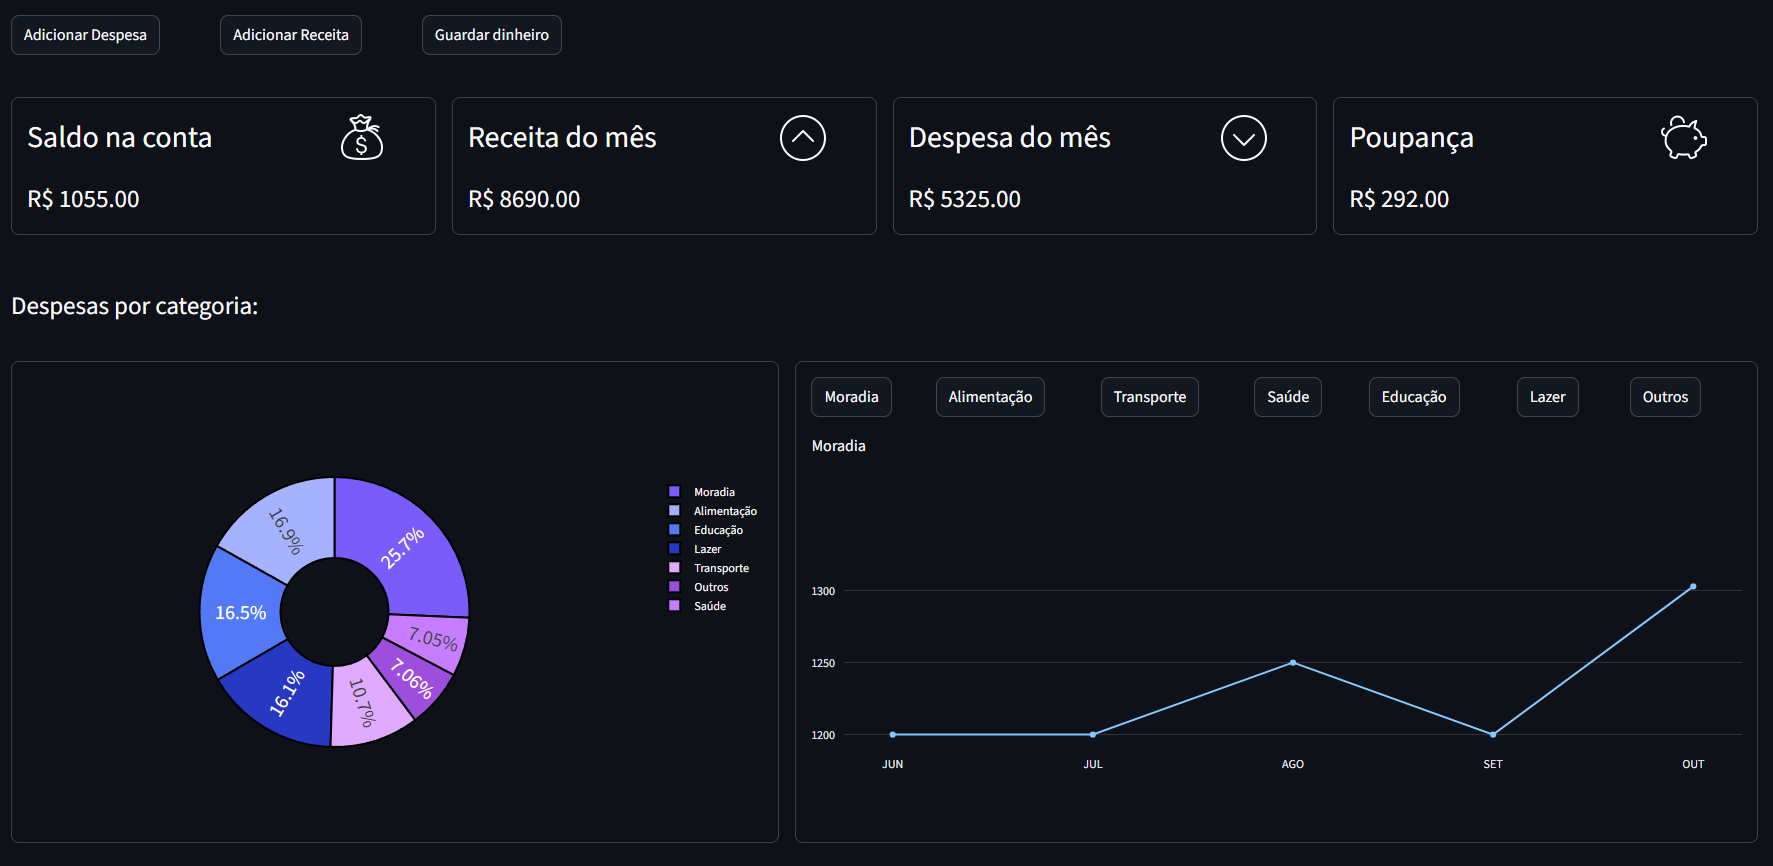 Adicionar Despesa
Adicionar Receita
Guardar dinheiro
Saldo na conta
R$ 1055.00
Receita do mês
R$ 8690.00
Despesa do mês
R$ 5325.00
Poupança
R$ 292.00
Despesas por categoria:
25.7%
16.9%
16.5%
16.1%
10.7%
7.06%
7.05%
Moradia
Alimentação
Educação
Lazer
Transporte
Outros
Saúde
Moradia
Alimentação
Transporte
Saúde
Educação
Lazer
Outros
Moradia
1300
1250
1200
JUN
JUL
AGO
SET
OUT